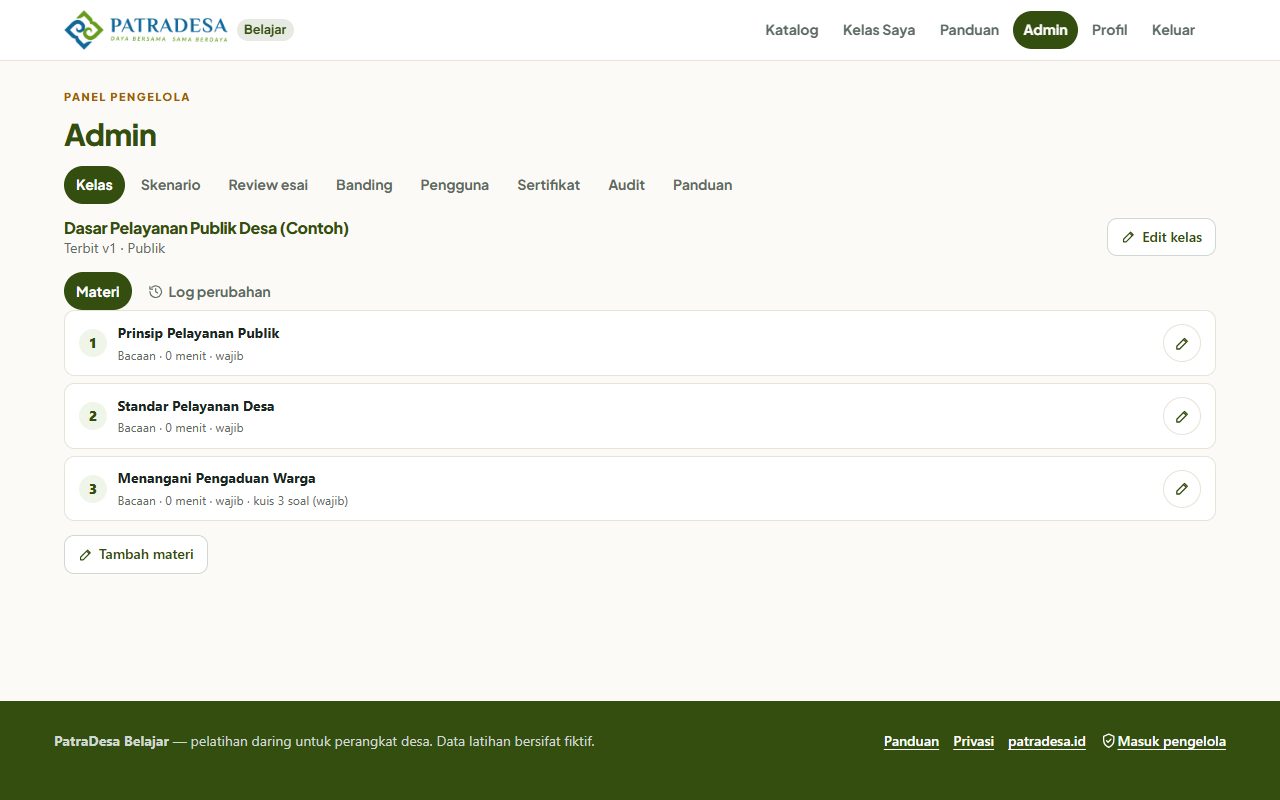 PATRADESA
DAYA BERSAMA SAMA BERDAYA
Belajar
Katalog
Kelas Saya
Panduan
Admin
Profil
Keluar
PANEL PENGELOLA
Admin
Kelas
Skenario
Review esai
Banding
Pengguna
Sertifikat
Audit
Panduan
Dasar Pelayanan Publik Desa (Contoh)
Terbit v1 · Publik
Edit kelas
Materi
Log perubahan
1
Prinsip Pelayanan Publik
Bacaan · 0 menit · wajib
2
Standar Pelayanan Desa
Bacaan · 0 menit · wajib
3
Menangani Pengaduan Warga
Bacaan · 0 menit · wajib · kuis 3 soal (wajib)
Tambah materi
PatraDesa Belajar — pelatihan daring untuk perangkat desa. Data latihan bersifat fiktif.
Panduan
Privasi
patradesa.id
Masuk pengelola